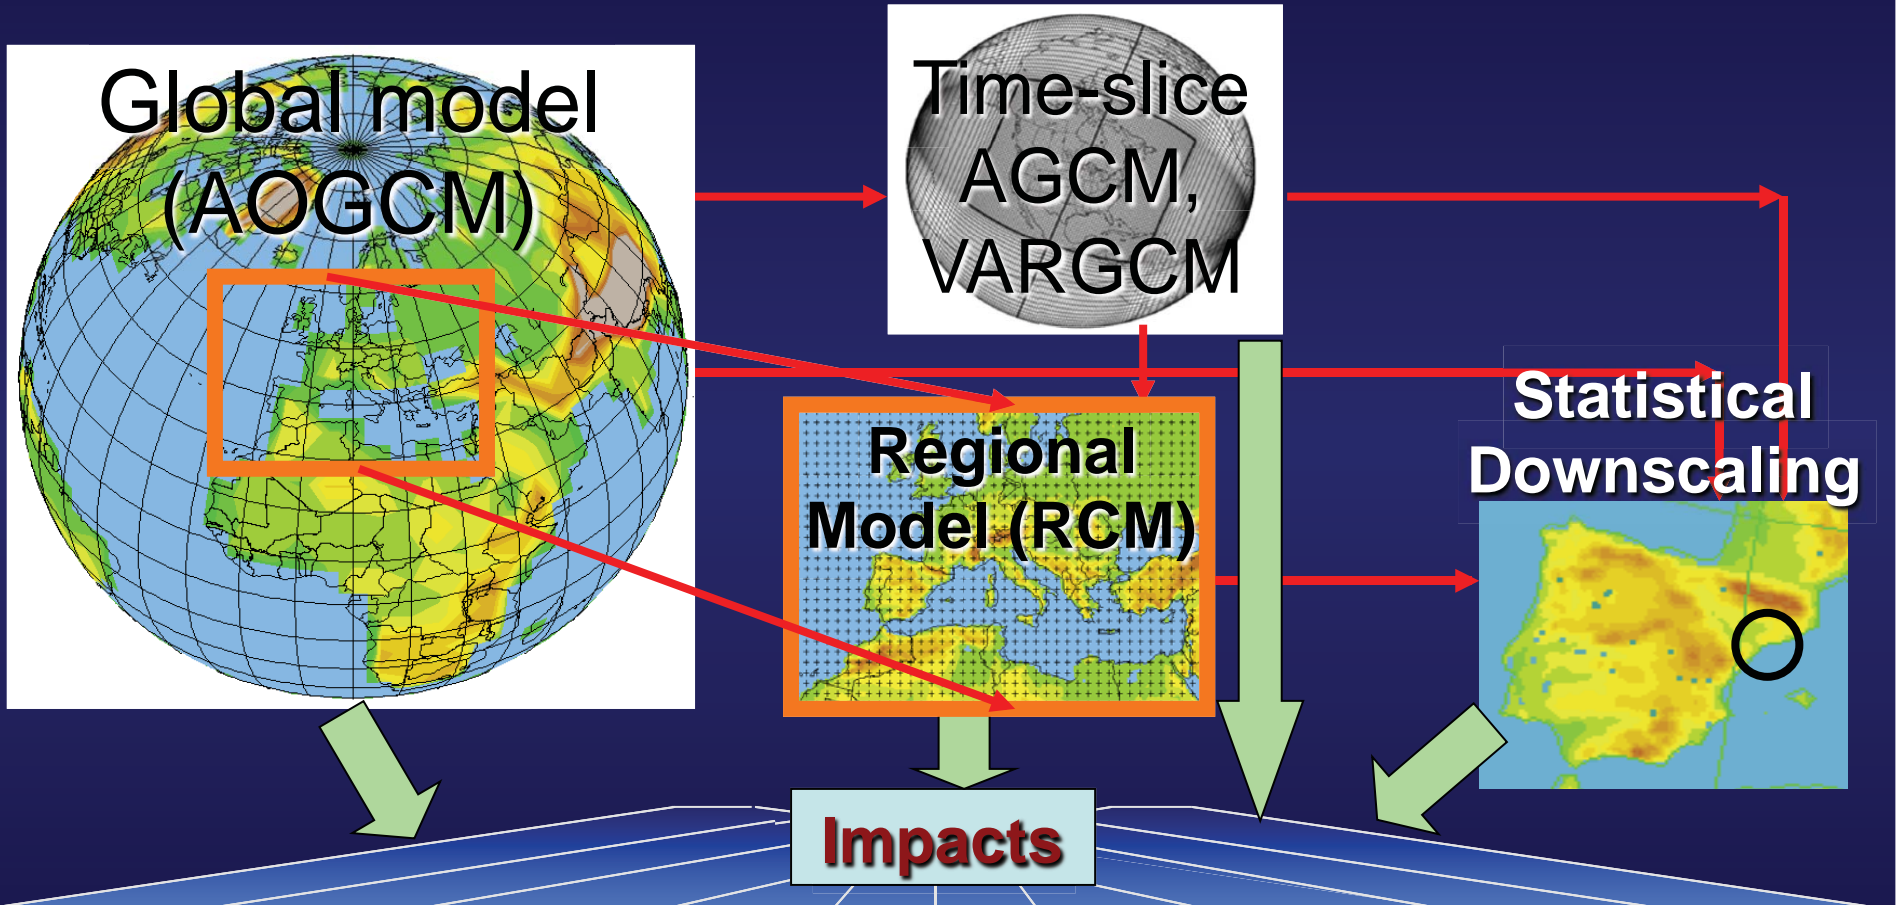 Global model
(AOGCM)
Time-slice
AGCM,
VARGCM
Regional
Model (RCM)
Statistical
Downscaling
Impacts